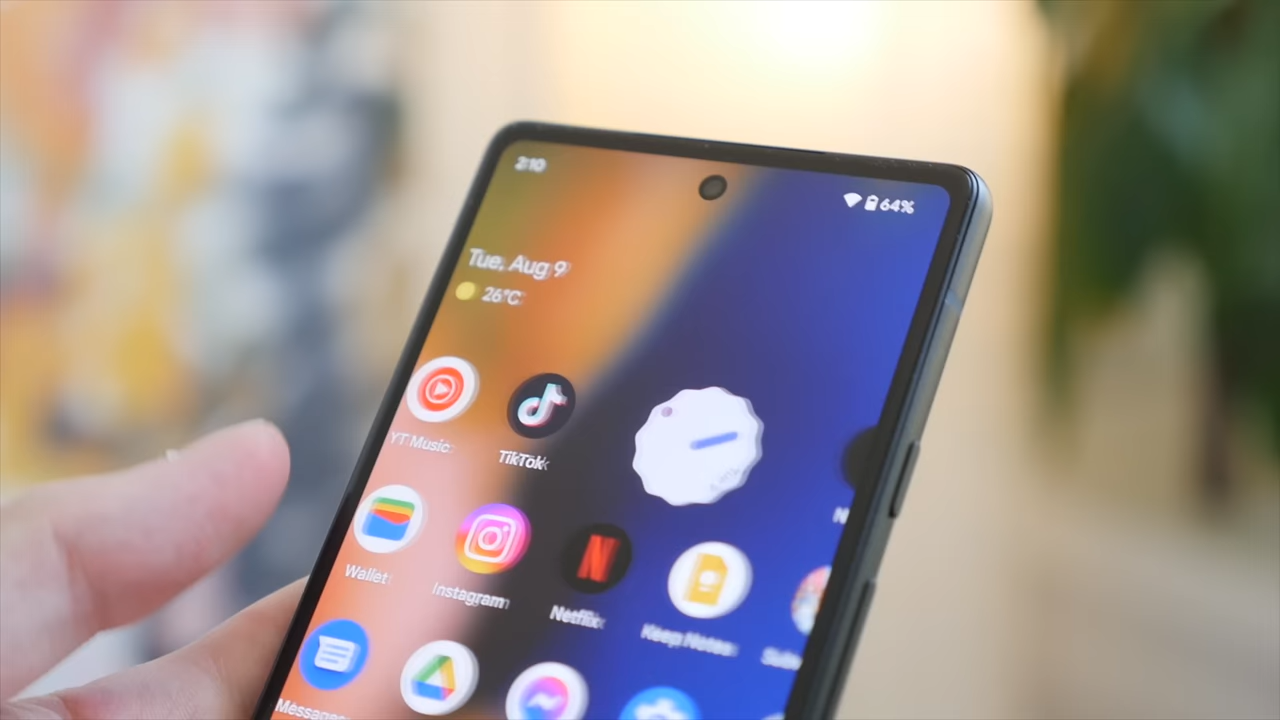 2:10
64%
Tue, Aug 9
26°C
YT Music
TikTok
Wallet
Instagram
Netflix
Keep Notes